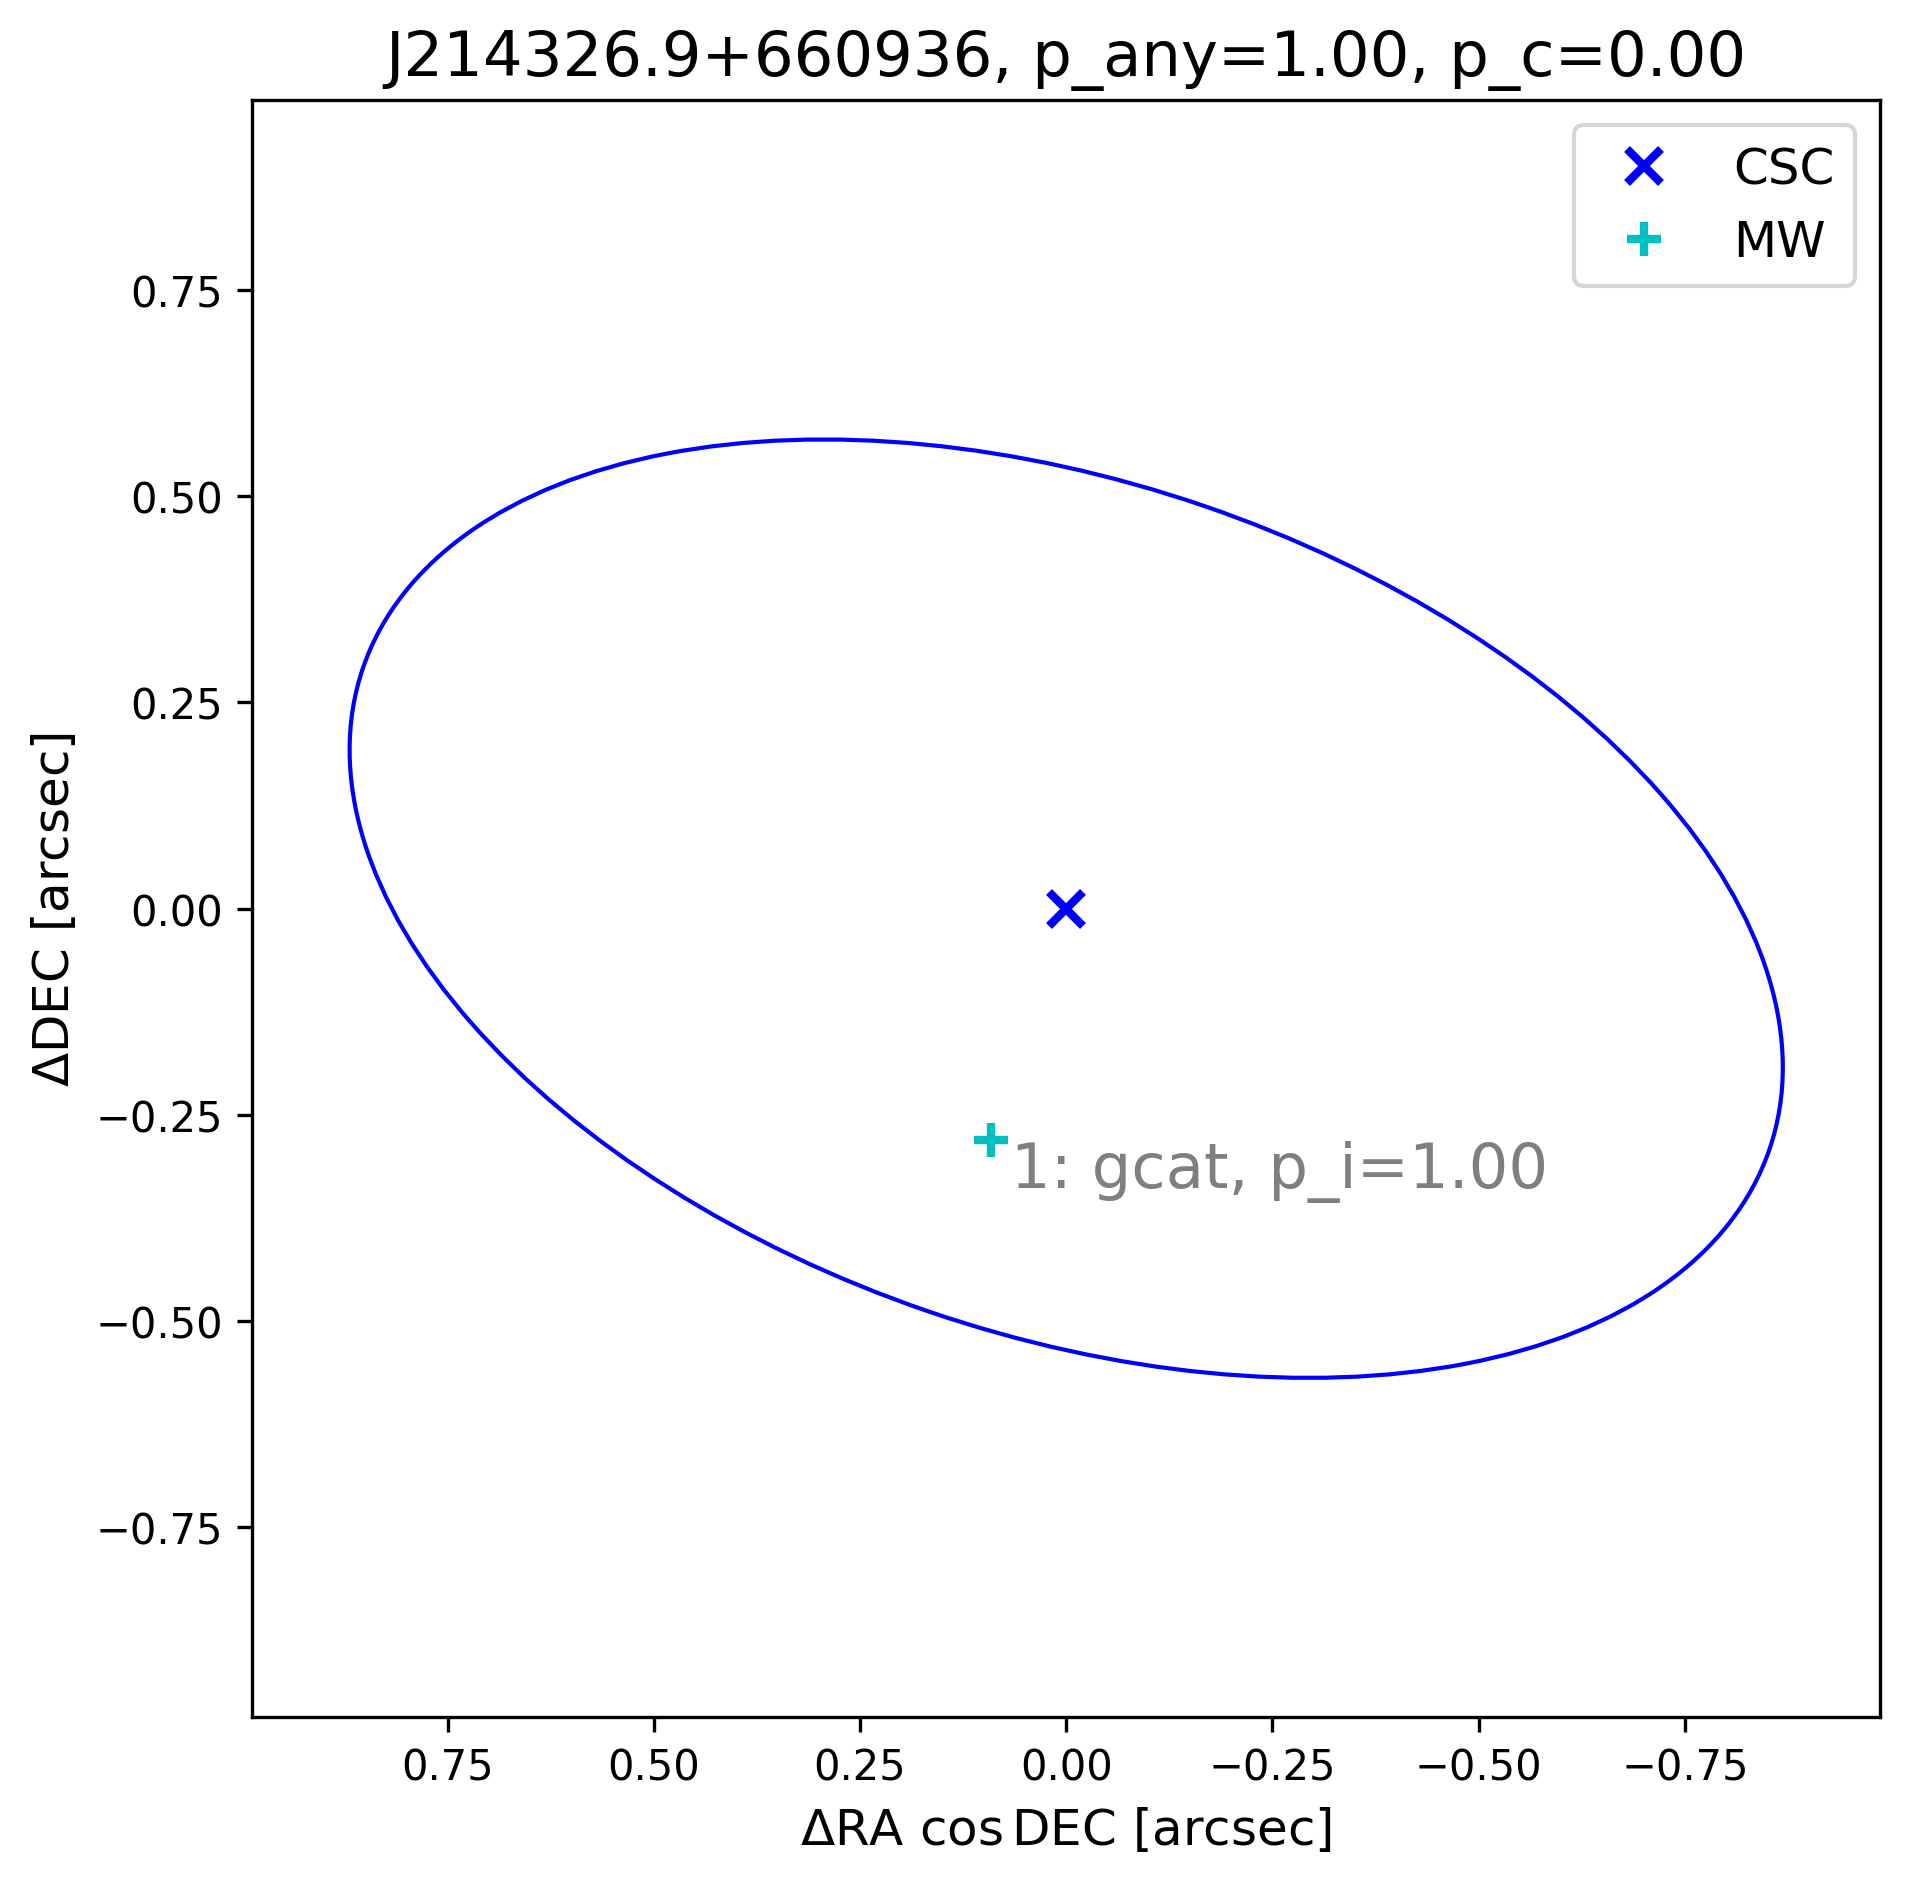 J214326.9+660936, p_any=1.00, p_c=0.00
CSC
MW
0.75
0.50
0.25
0.00
−0.25
−0.50
−0.75
ΔDEC [arcsec]
1: gcat, p_i=1.00
0.75 0.50 0.25 0.00 −0.25 −0.50 −0.75
ΔRA cos DEC [arcsec]